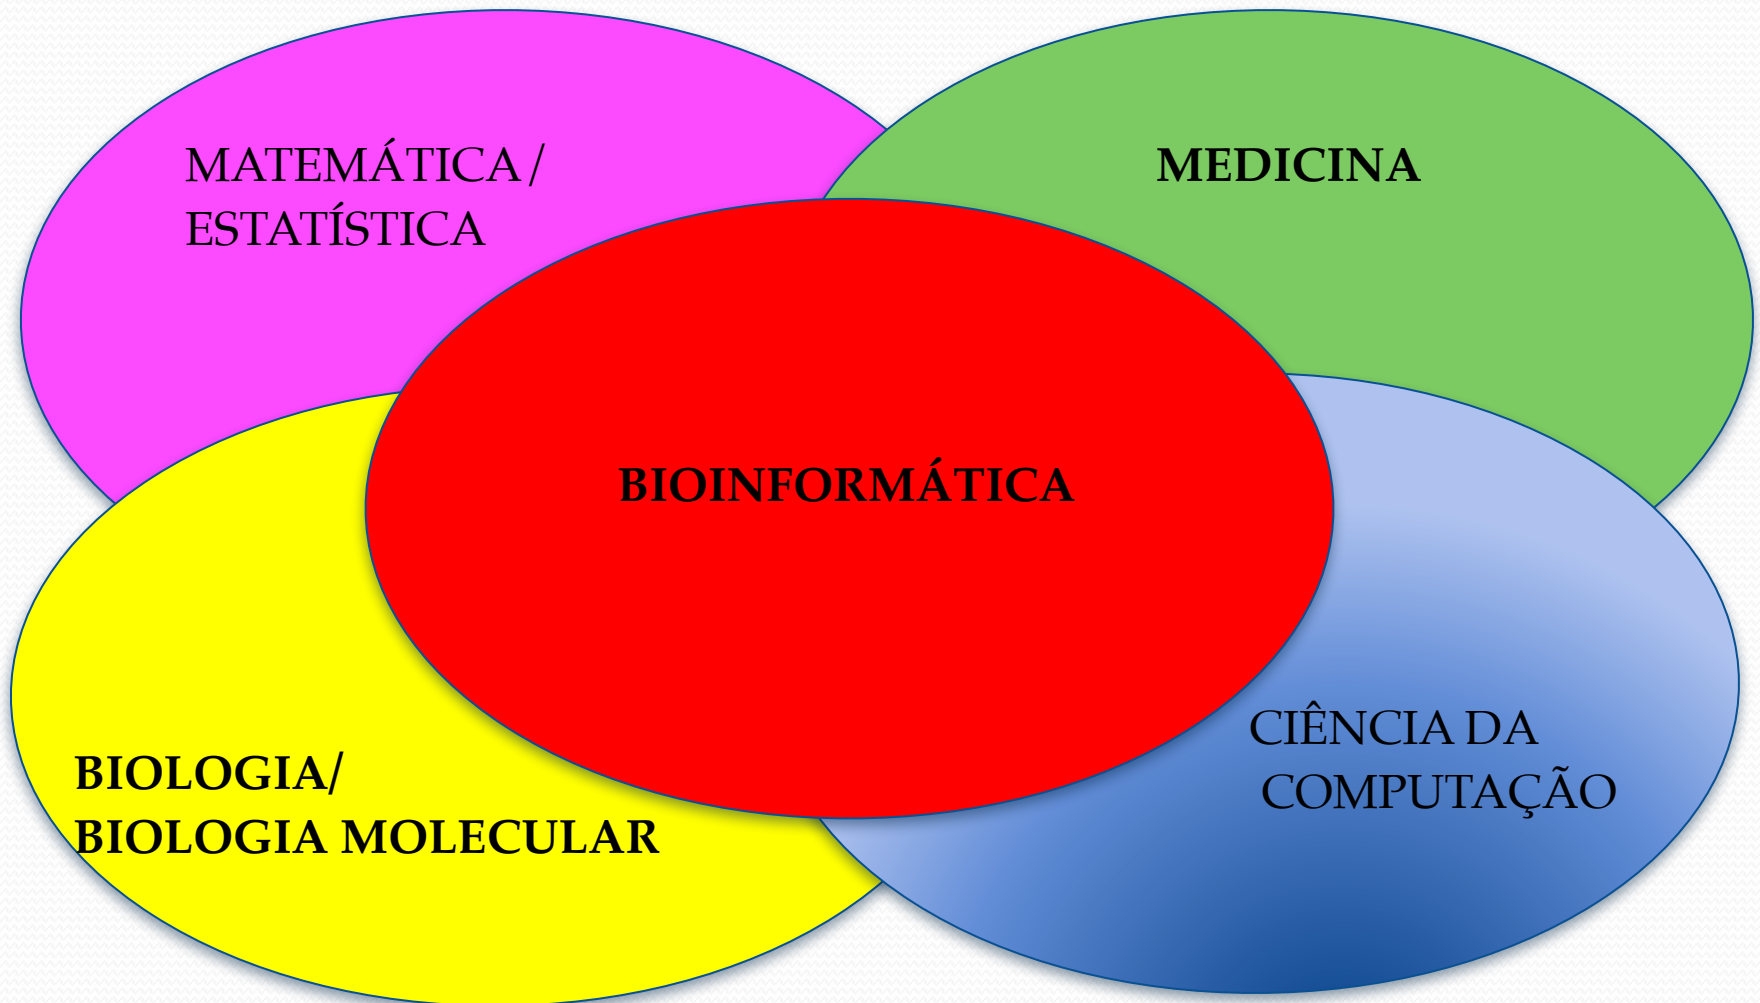 MATEMÁTICA/
ESTATÍSTICA
MEDICINA
BIOINFORMÁTICA
BIOLOGIA/
BIOLOGIA MOLECULAR
CIÊNCIA DA
COMPUTAÇÃO